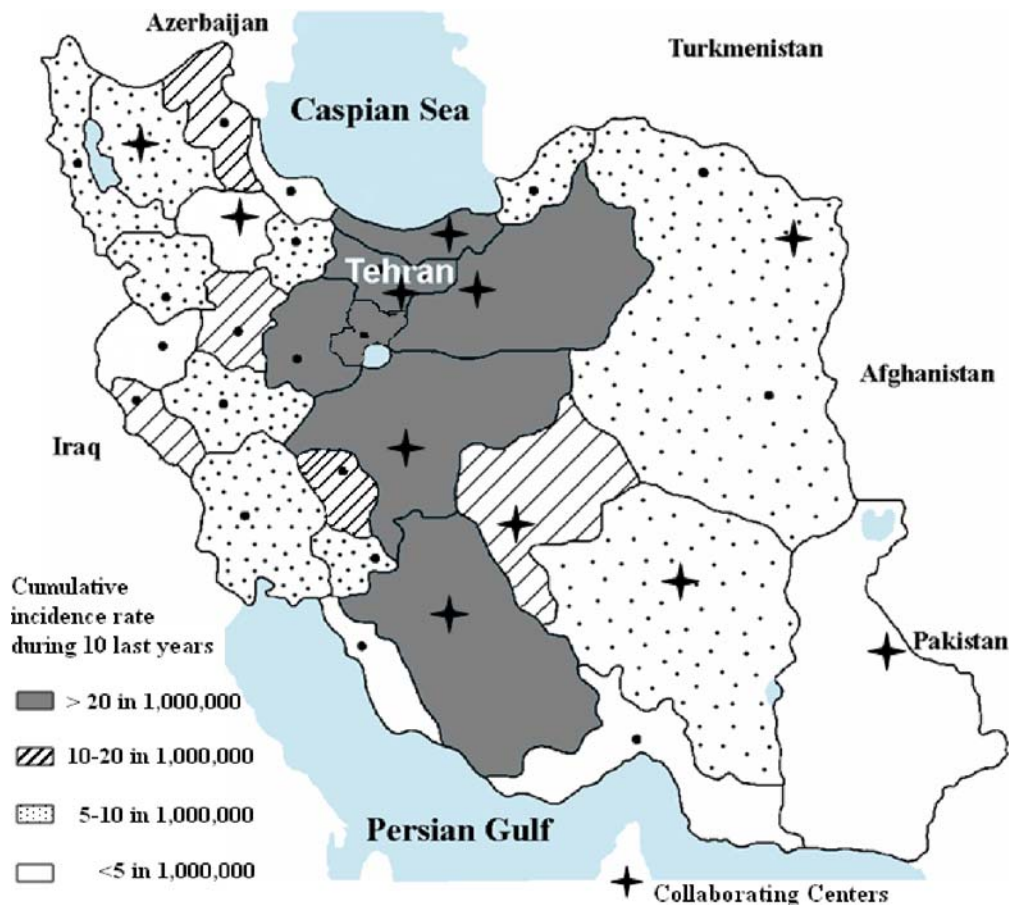 Azerbaijan
Turkmenistan
Caspian Sea
Tehran
Afghanistan
Iraq
Pakistan
Cumulative
incidence rate
during 10 last years
> 20 in 1,000,000
10-20 in 1,000,000
5-10 in 1,000,000
<5 in 1,000,000
Persian Gulf
Collaborating Centers